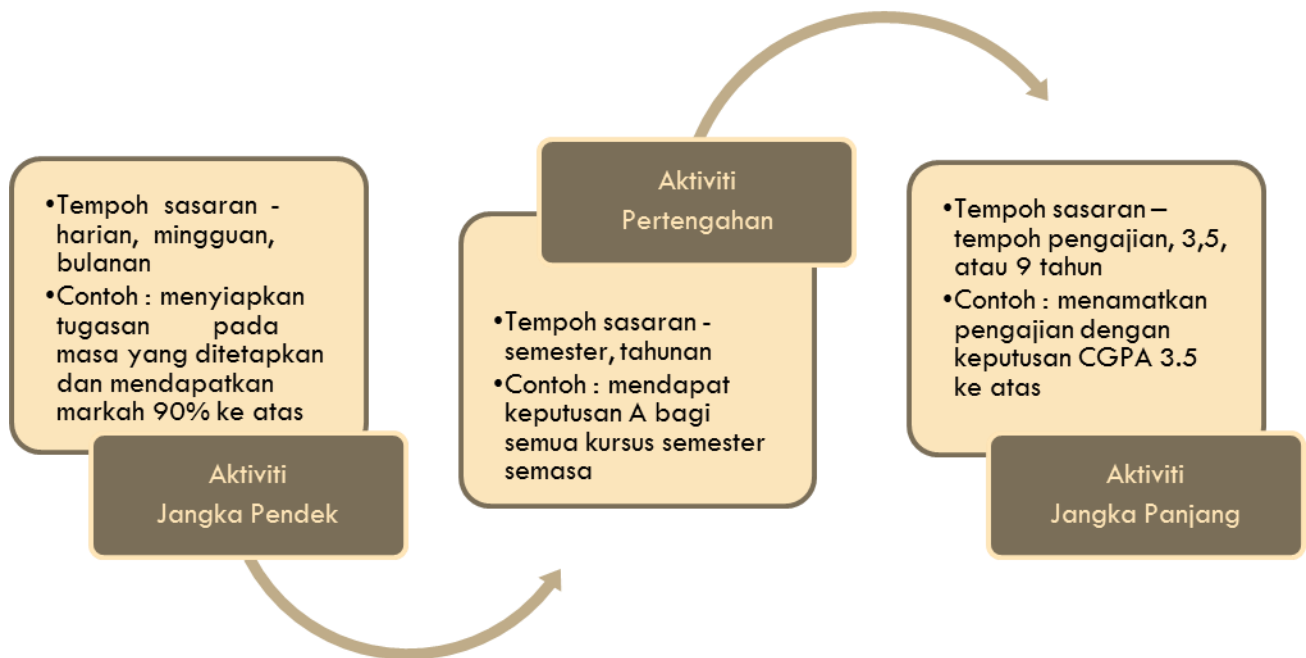 •Tempoh sasaran -
harian, mingguan,
bulanan
•Contoh : menyiapkan
tugasan pada
masa yang ditetapkan
dan mendapatkan
markah 90% ke atas
Aktiviti
Jangka Pendek
Aktiviti
Pertengahan
•Tempoh sasaran -
semester, tahunan
•Contoh : mendapat
keputusan A bagi
semua kursus semester
semasa
•Tempoh sasaran –
tempoh pengajian, 3,5,
atau 9 tahun
•Contoh : menamatkan
pengajian dengan
keputusan CGPA 3.5
ke atas
Aktiviti
Jangka Panjang